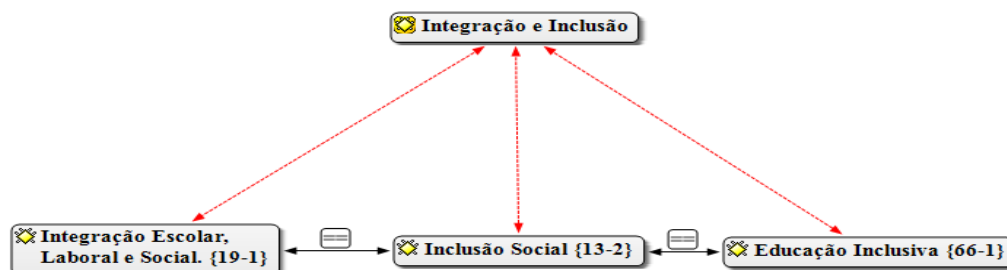 Integração e Inclusão
Integração Escolar,
Laboral e Social. {19-1}
==
Inclusão Social {13-2}
==
Educação Inclusiva {66-1}